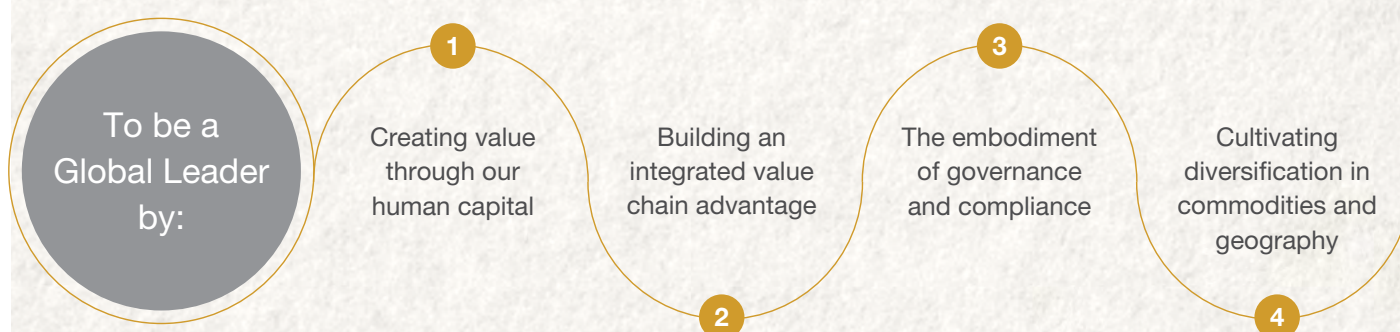 To be a
Global Leader
by:
1
Creating value
through our
human capital
2
Building an
integrated value
chain advantage
3
The embodiment
of governance
and compliance
4
Cultivating
diversification in
commodities and
geography